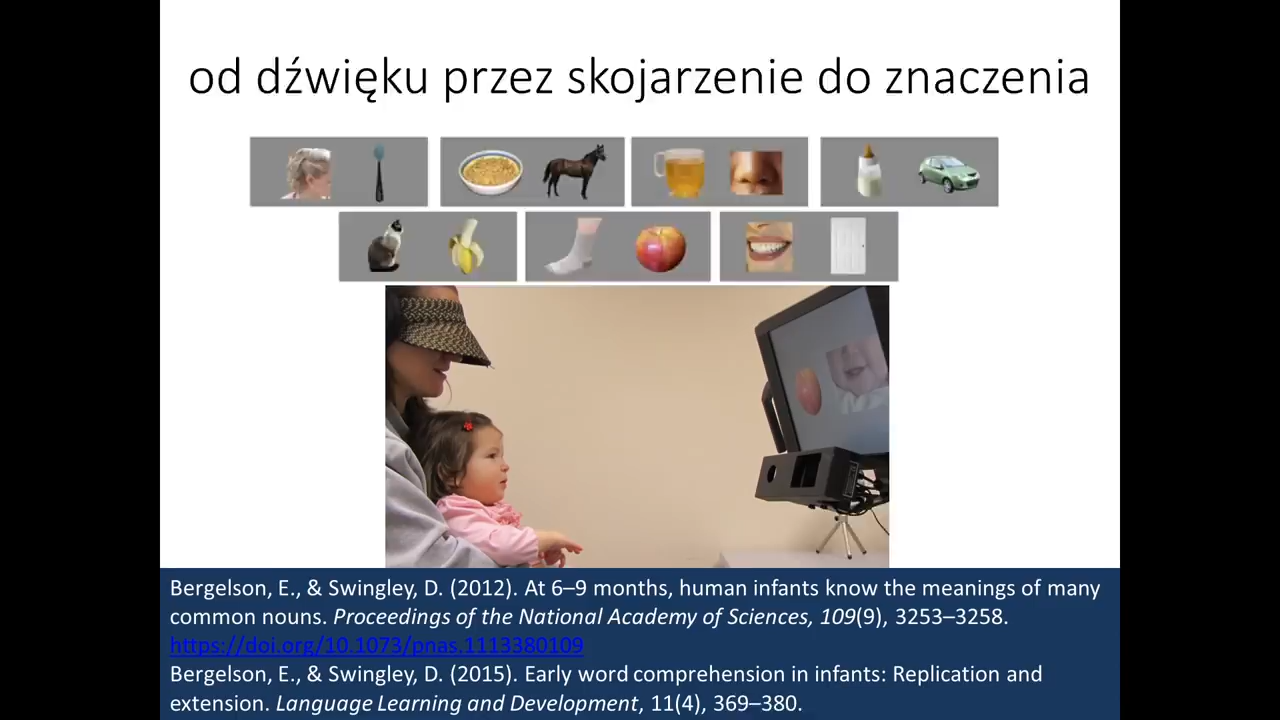 od dźwięku przez skojarzenie do znaczenia
Bergelson, E., & Swingley, D. (2012). At 6–9 months, human infants know the meanings of many
common nouns. Proceedings of the National Academy of Sciences, 109(9), 3253–3258.
https://doi.org/10.1073/pnas.1113380109
Bergelson, E., & Swingley, D. (2015). Early word comprehension in infants: Replication and
extension. Language Learning and Development, 11(4), 369–380.